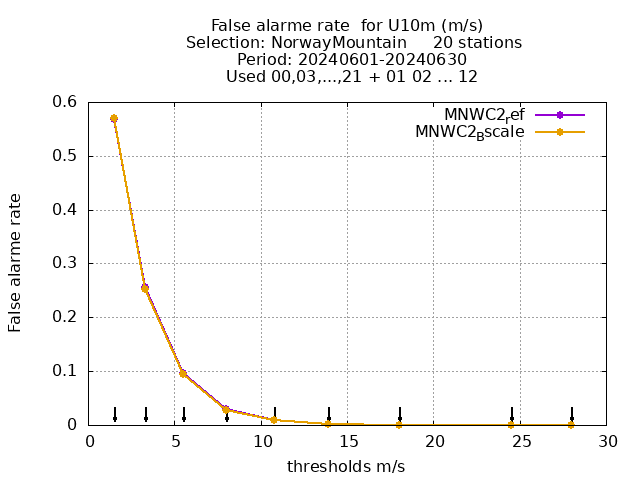 False alarme rate  for U10m (m/s)
Selection: NorwayMountain     20 stations
Period: 20240601-20240630
Used 00,03,...,21 + 01 02 ... 12
MNWC2ref
MNWC2Bscale
False alarme rate
0.6
0.5
0.4
0.3
0.2
0.1
0
0 5 10 15 20 25 30
thresholds m/s